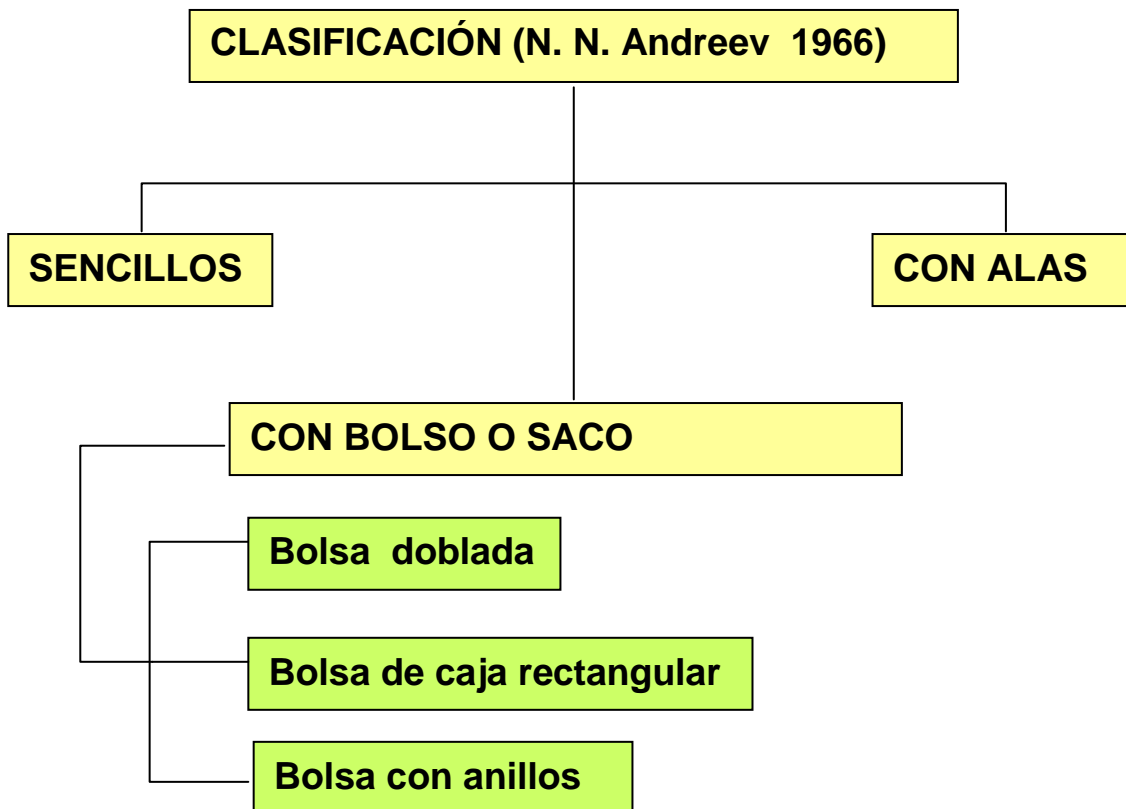 CLASIFICACIÓN (N. N. Andreev 1966)
SENCILLOS
CON ALAS
CON BOLSO O SACO
Bolsa doblada
Bolsa de caja rectangular
Bolsa con anillos